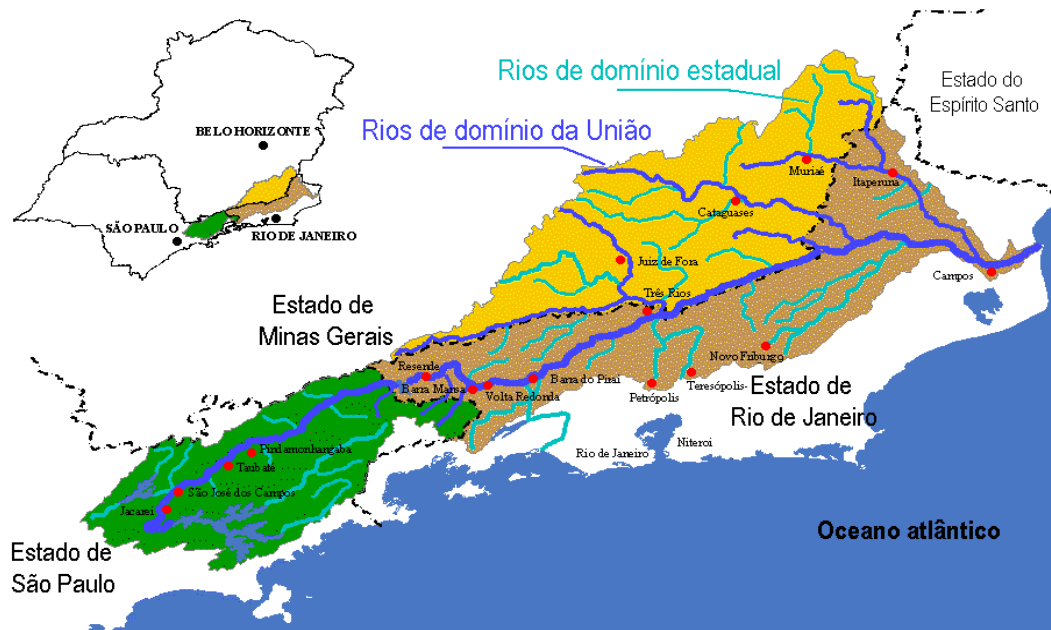 Rios de domínio estadual
Estado do
Espírito Santo
BELO HORIZONTE
Rios de domínio da União
Muriaé
Itaperuna
Cataguases
SÃO PAULO
RIO DE JANEIRO
Juiz de Fora
Campos
Três Rios
Estado de
Minas Gerais
Novo Friburgo
Resende
Barra Mansa
Volta Redonda
Barra do Piraí
Petrópolis
Teresópolis
Estado de
Rio de Janeiro
Niteroi
Rio de Janeiro
Pindamonhangaba
Taubaté
São José dos Campos
Jacareí
Oceano atlântico
Estado de
São Paulo